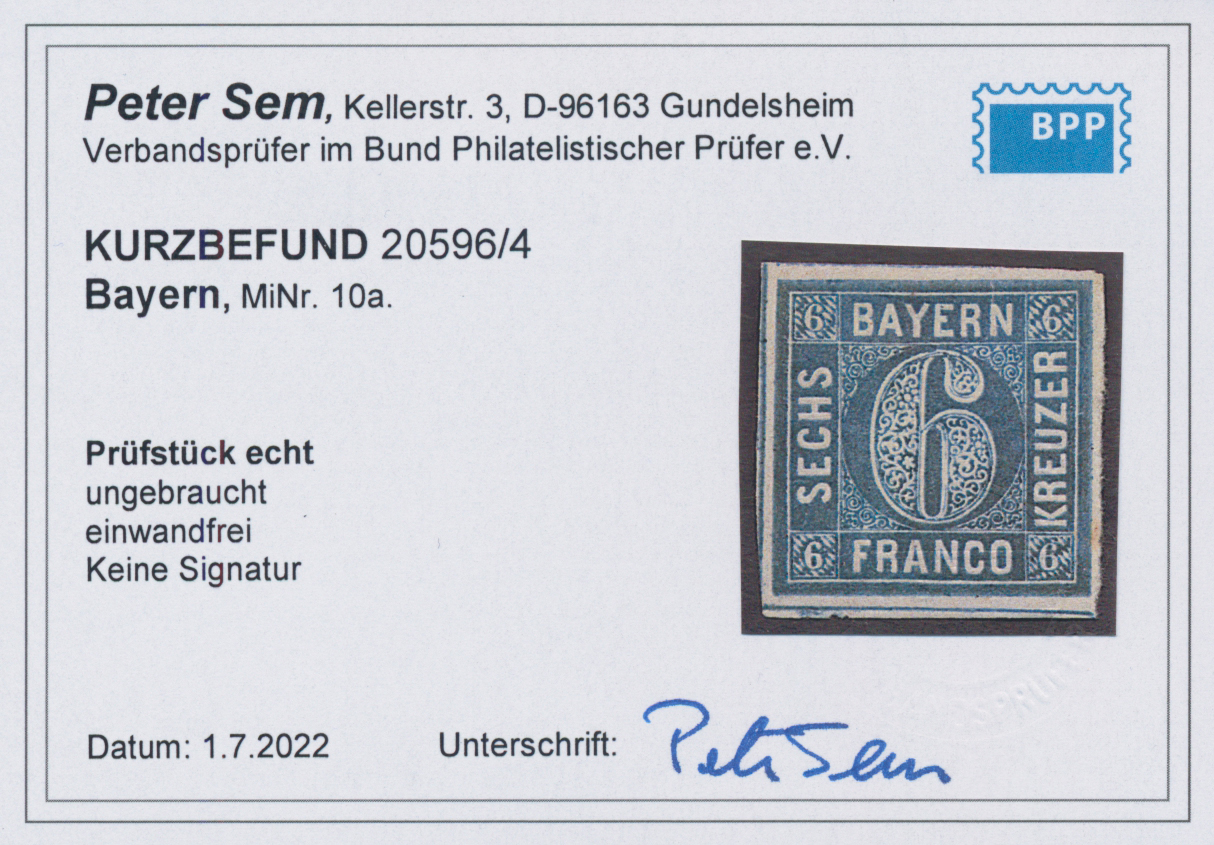 Peter Sem, Kellerstr. 3, D-96163 Gundelsheim
Verbandsprüfer im Bund Philatelistischer Prüfer e.V.
BPP
KURZBEFUND 20596/4
Bayern, MiNr. 10a.
6 BAYERN 6
SECHS
6
KREUZER
6 FRANCO 6
Prüfstück echt
ungebraucht
einwandfrei
Keine Signatur
Datum: 1.7.2022
Unterschrift:
Peter Sem